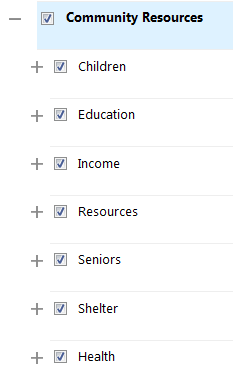 Community Resources
Children
Education
Income
Resources
Seniors
Shelter
Health